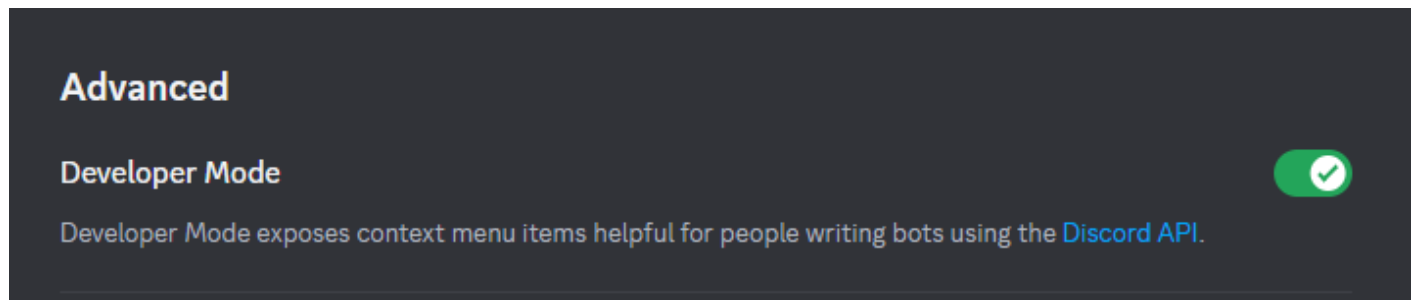 Advanced
Developer Mode
Developer Mode exposes context menu items helpful for people writing bots using the Discord API.